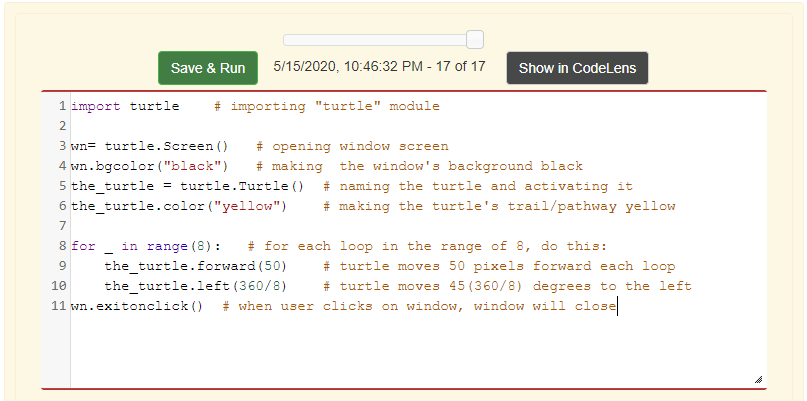 Save & Run 5/15/2020, 10:46:32 PM - 17 of 17 Show in CodeLens
1 import turtle    # importing "turtle" module
2
3 wn= turtle.Screen()   # opening window screen
4 wn.bgcolor("black")   # making  the window's background black
5 the_turtle = turtle.Turtle()  # naming the turtle and activating it
6 the_turtle.color("yellow")    # making the turtle's trail/pathway yellow
7
8 for _ in range(8):   # for each loop in the range of 8, do this:
9     the_turtle.forward(50)    # turtle moves 50 pixels forward each loop
10     the_turtle.left(360/8)    # turtle moves 45(360/8) degrees to the left
11 wn.exitonclick()  # when user clicks on window, window will close